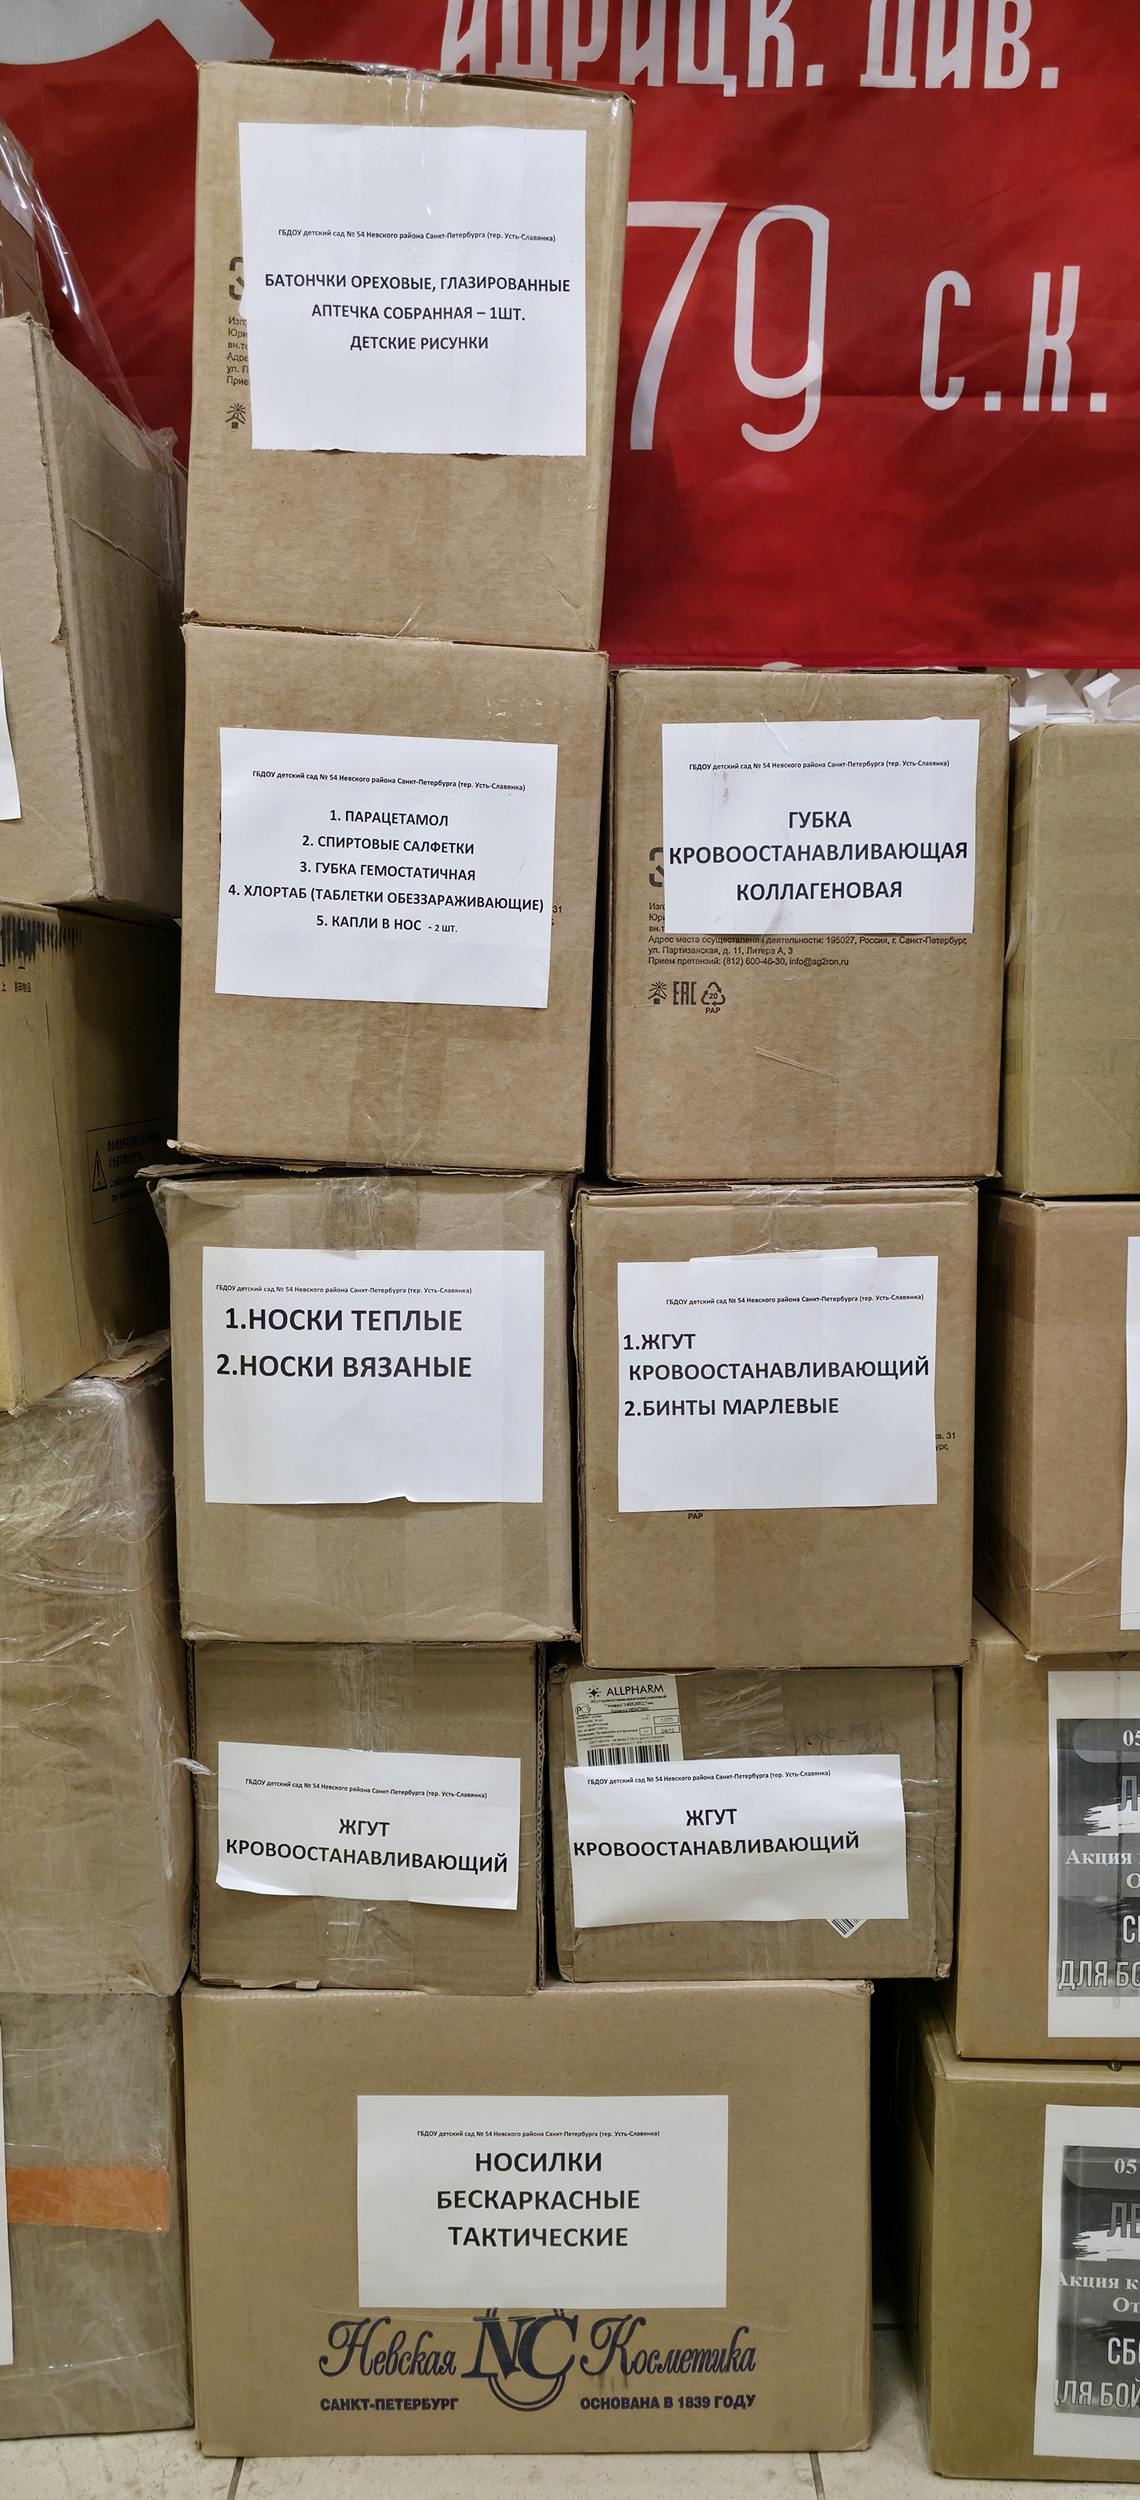 ИДРИЦК. ДИВ.
79 С.К.
ГБДОУ детский сад № 54 Невского района Санкт-Петербурга (тер. Усть-Славянка)
БАТОНЧКИ ОРЕХОВЫЕ, ГЛАЗИРОВАННЫЕ
АПТЕЧКА СОБРАННАЯ – 1ШТ.
ДЕТСКИЕ РИСУНКИ
ГБДОУ детский сад № 54 Невского района Санкт-Петербурга (тер. Усть-Славянка)
1. ПАРАЦЕТАМОЛ
2. СПИРТОВЫЕ САЛФЕТКИ
3. ГУБКА ГЕМОСТАТИЧНАЯ
4. ХЛОРТАБ (ТАБЛЕТКИ ОБЕЗЗАРАЖИВАЮЩИЕ)
5. КАПЛИ В НОС - 2 ШТ.
31
ГБДОУ детский сад № 54 Невского района Санкт-Петербурга (тер. Усть-Славянка)
ГУБКА
КРОВООСТАНАВЛИВАЮЩАЯ
КОЛЛАГЕНОВАЯ
Адрес места осуществления деятельности: 195027, Россия, г. Санкт-Петербург,
ул. Партизанская, д. 11, Литера А, 3
Прием претензий: (812) 600-46-30, info@ag2ron.ru
EAC
20
PAP
ГБДОУ детский сад № 54 Невского района Санкт-Петербурга (тер. Усть-Славянка)
1.НОСКИ ТЕПЛЫЕ
2.НОСКИ ВЯЗАНЫЕ
ГБДОУ детский сад № 54 Невского района Санкт-Петербурга (тер. Усть-Славянка)
1.ЖГУТ
КРОВООСТАНАВЛИВАЮЩИЙ
2.БИНТЫ МАРЛЕВЫЕ
31
PAP
ГБДОУ детский сад № 54 Невского района Санкт-Петербурга (тер. Усть-Славянка)
ЖГУТ
КРОВООСТАНАВЛИВАЮЩИЙ
ALLPHARM
ГБДОУ детский сад № 54 Невского района Санкт-Петербурга (тер. Усть-Славянка)
ЖГУТ
КРОВООСТАНАВЛИВАЮЩИЙ
ГБДОУ детский сад № 54 Невского района Санкт-Петербурга (тер. Усть-Славянка)
НОСИЛКИ
БЕСКАРКАСНЫЕ
ТАКТИЧЕСКИЕ
Невская NC Косметика
САНКТ-ПЕТЕРБУРГ ОСНОВАНА В 1839 ГОДУ
05
Акция
ДЛЯ
05
Акция